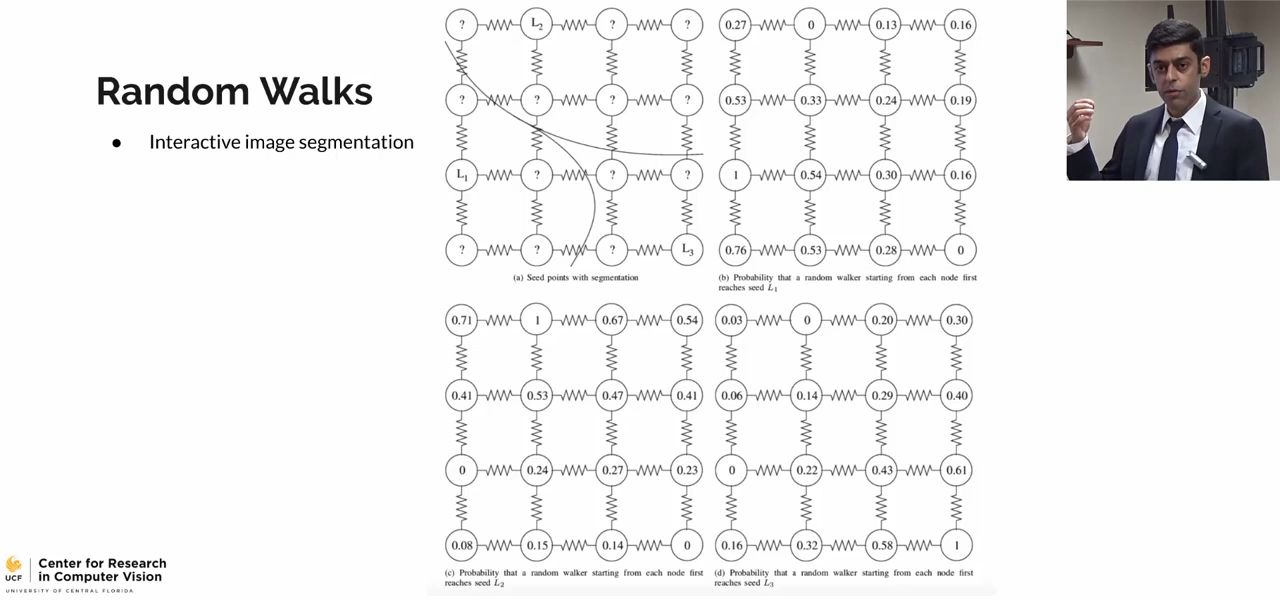 Random Walks
● Interactive image segmentation
? L₂ ? ?
? ? ? ?
L₁ ? ? ?
? ? ? L₃
(a) Seed points with segmentation
0.27 0 0.13 0.16
0.53 0.33 0.24 0.19
1 0.54 0.30 0.16
0.76 0.53 0.28 0
(b) Probability that a random walker starting from each node first
reaches seed L₁
0.71 1 0.67 0.54
0.41 0.53 0.47 0.41
0 0.24 0.27 0.23
0.08 0.15 0.14 0
(c) Probability that a random walker starting from each node first
reaches seed L₂
0.03 0 0.20 0.30
0.06 0.14 0.29 0.40
0 0.22 0.43 0.61
0.16 0.32 0.58 1
(d) Probability that a random walker starting from each node first
reaches seed L₃
UCF
Center for Research
in Computer Vision
UNIVERSITY OF CENTRAL FLORIDA